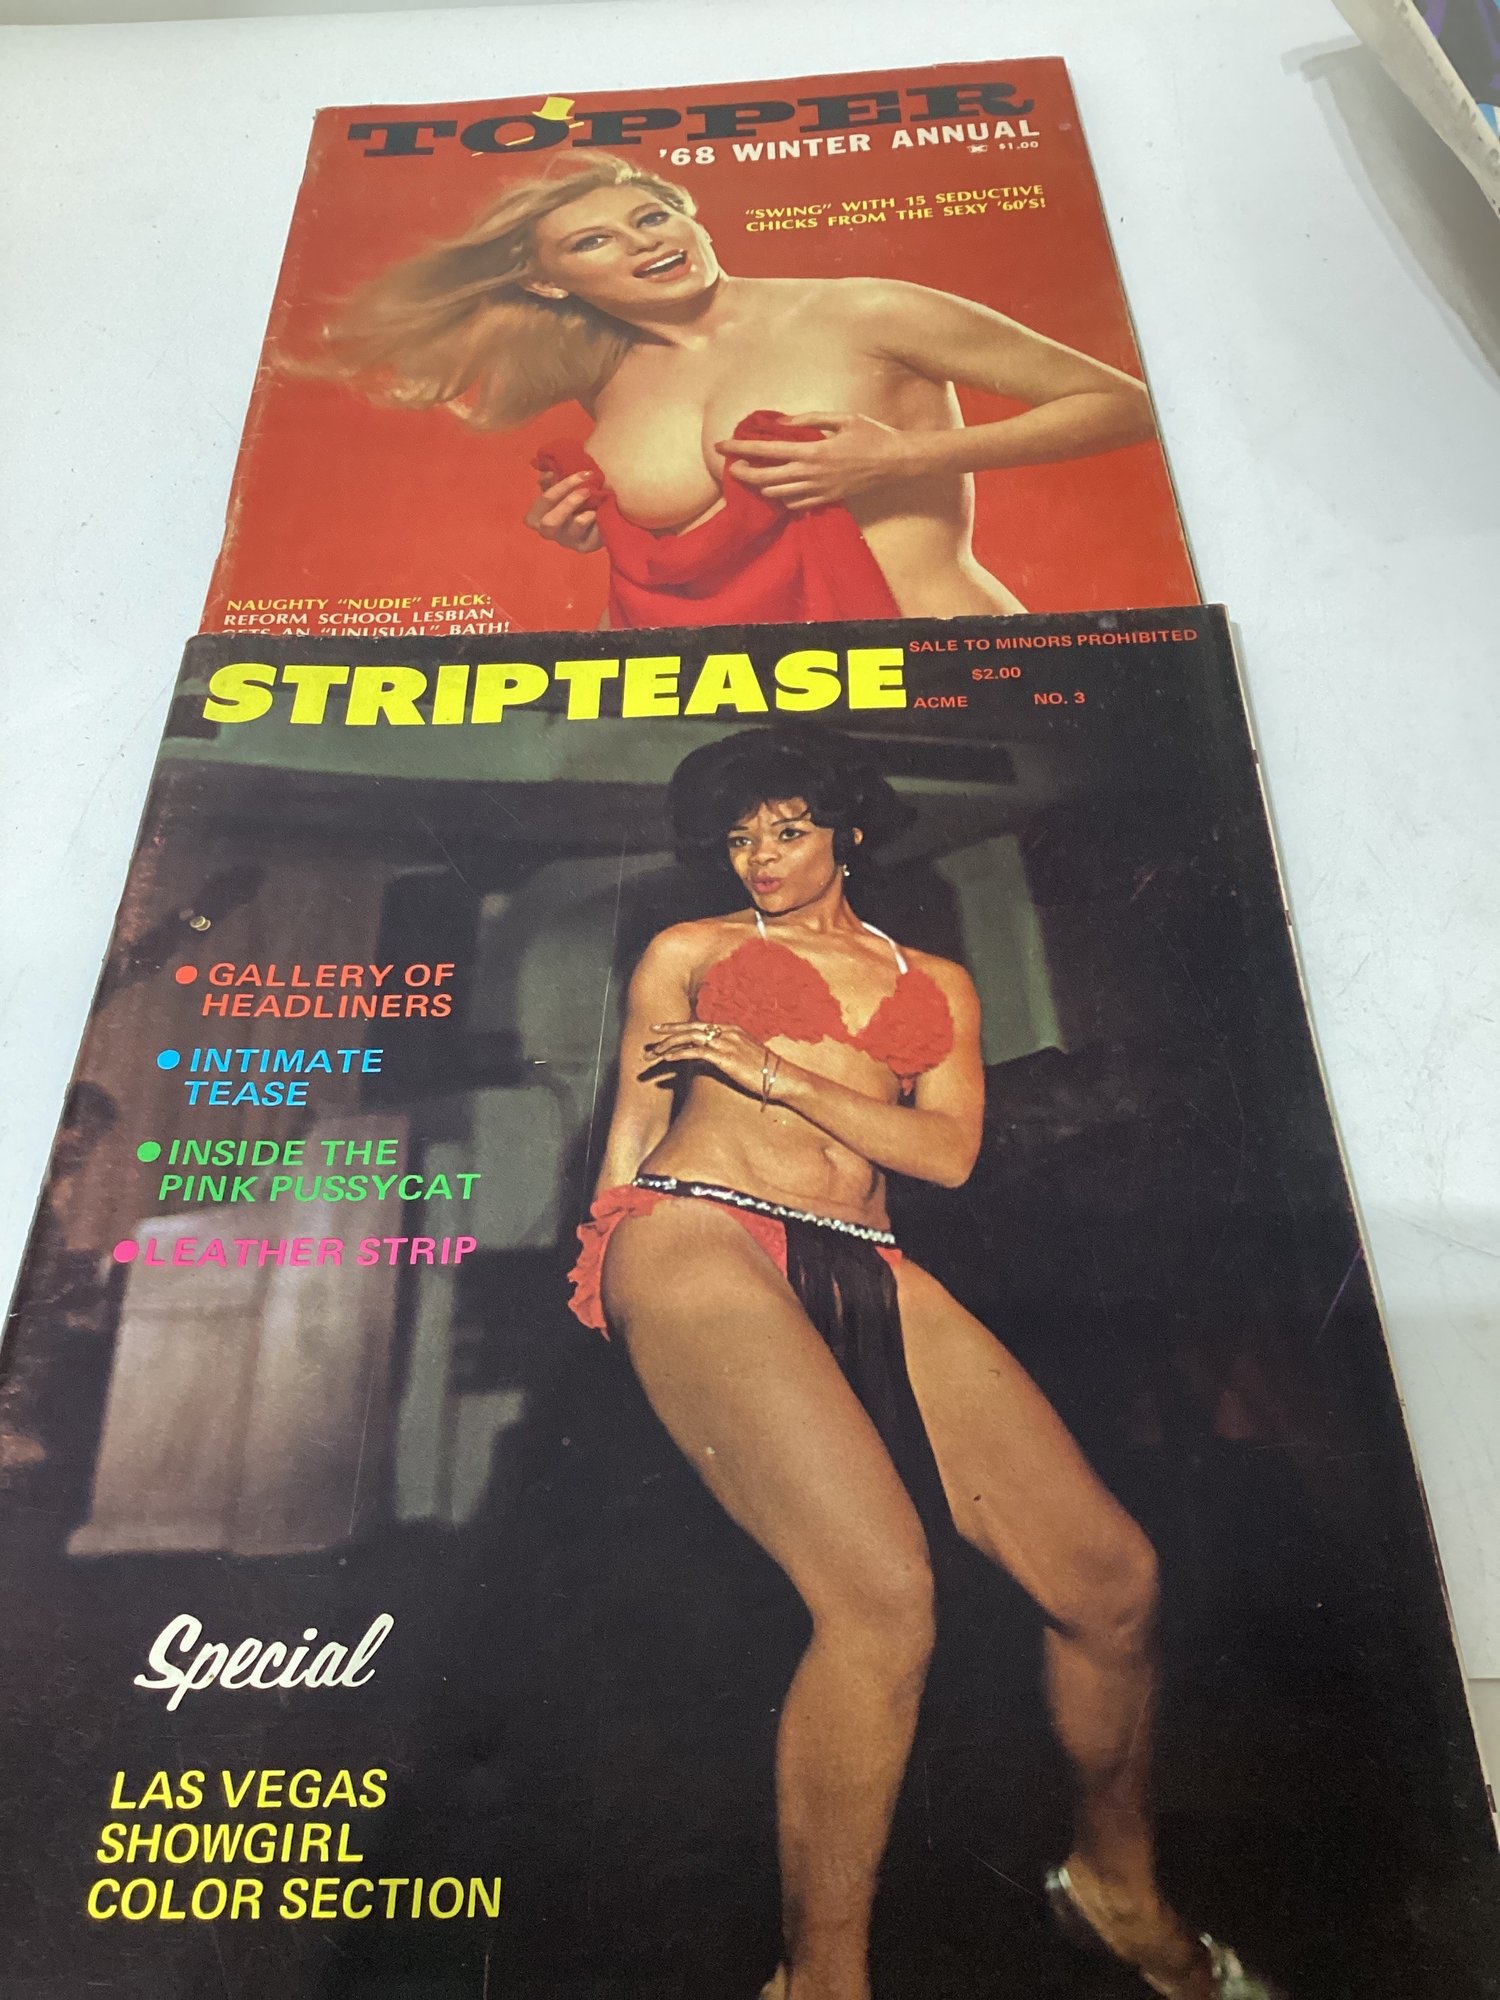 TOPPER
'68 WINTER ANNUAL
$1.00
"SWING" WITH 15 SEDUCTIVE
CHICKS FROM THE SEXY '60'S!
NAUGHTY "NUDIE" FLICK:
REFORM SCHOOL LESBIAN
GETS AN "UNUSUAL" BATH!
STRIPTEASE
SALE TO MINORS PROHIBITED
$2.00
ACME NO. 3
• GALLERY OF
HEADLINERS
• INTIMATE
TEASE
• INSIDE THE
PINK PUSSYCAT
• LEATHER STRIP
Special
LAS VEGAS
SHOWGIRL
COLOR SECTION